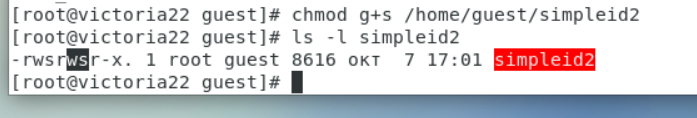 [root@victoria22 guest]# chmod g+s /home/guest/simpleid2
[root@victoria22 guest]# ls -l simpleid2
-rwsrwsr-x. 1 root guest 8616 окт  7 17:01 simpleid2
[root@victoria22 guest]#